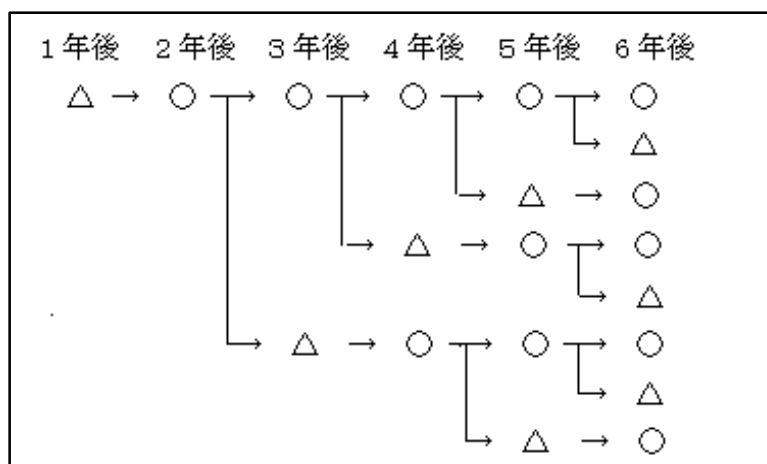 1年後 2年後 3年後 4年後 5年後 6年後
△ → ○ → ○ → ○ → ○ → ○
→ △
→ △ → ○
→ △ → ○ → ○
→ △
→ △ → ○ → ○ → ○
→ △
→ △ → ○